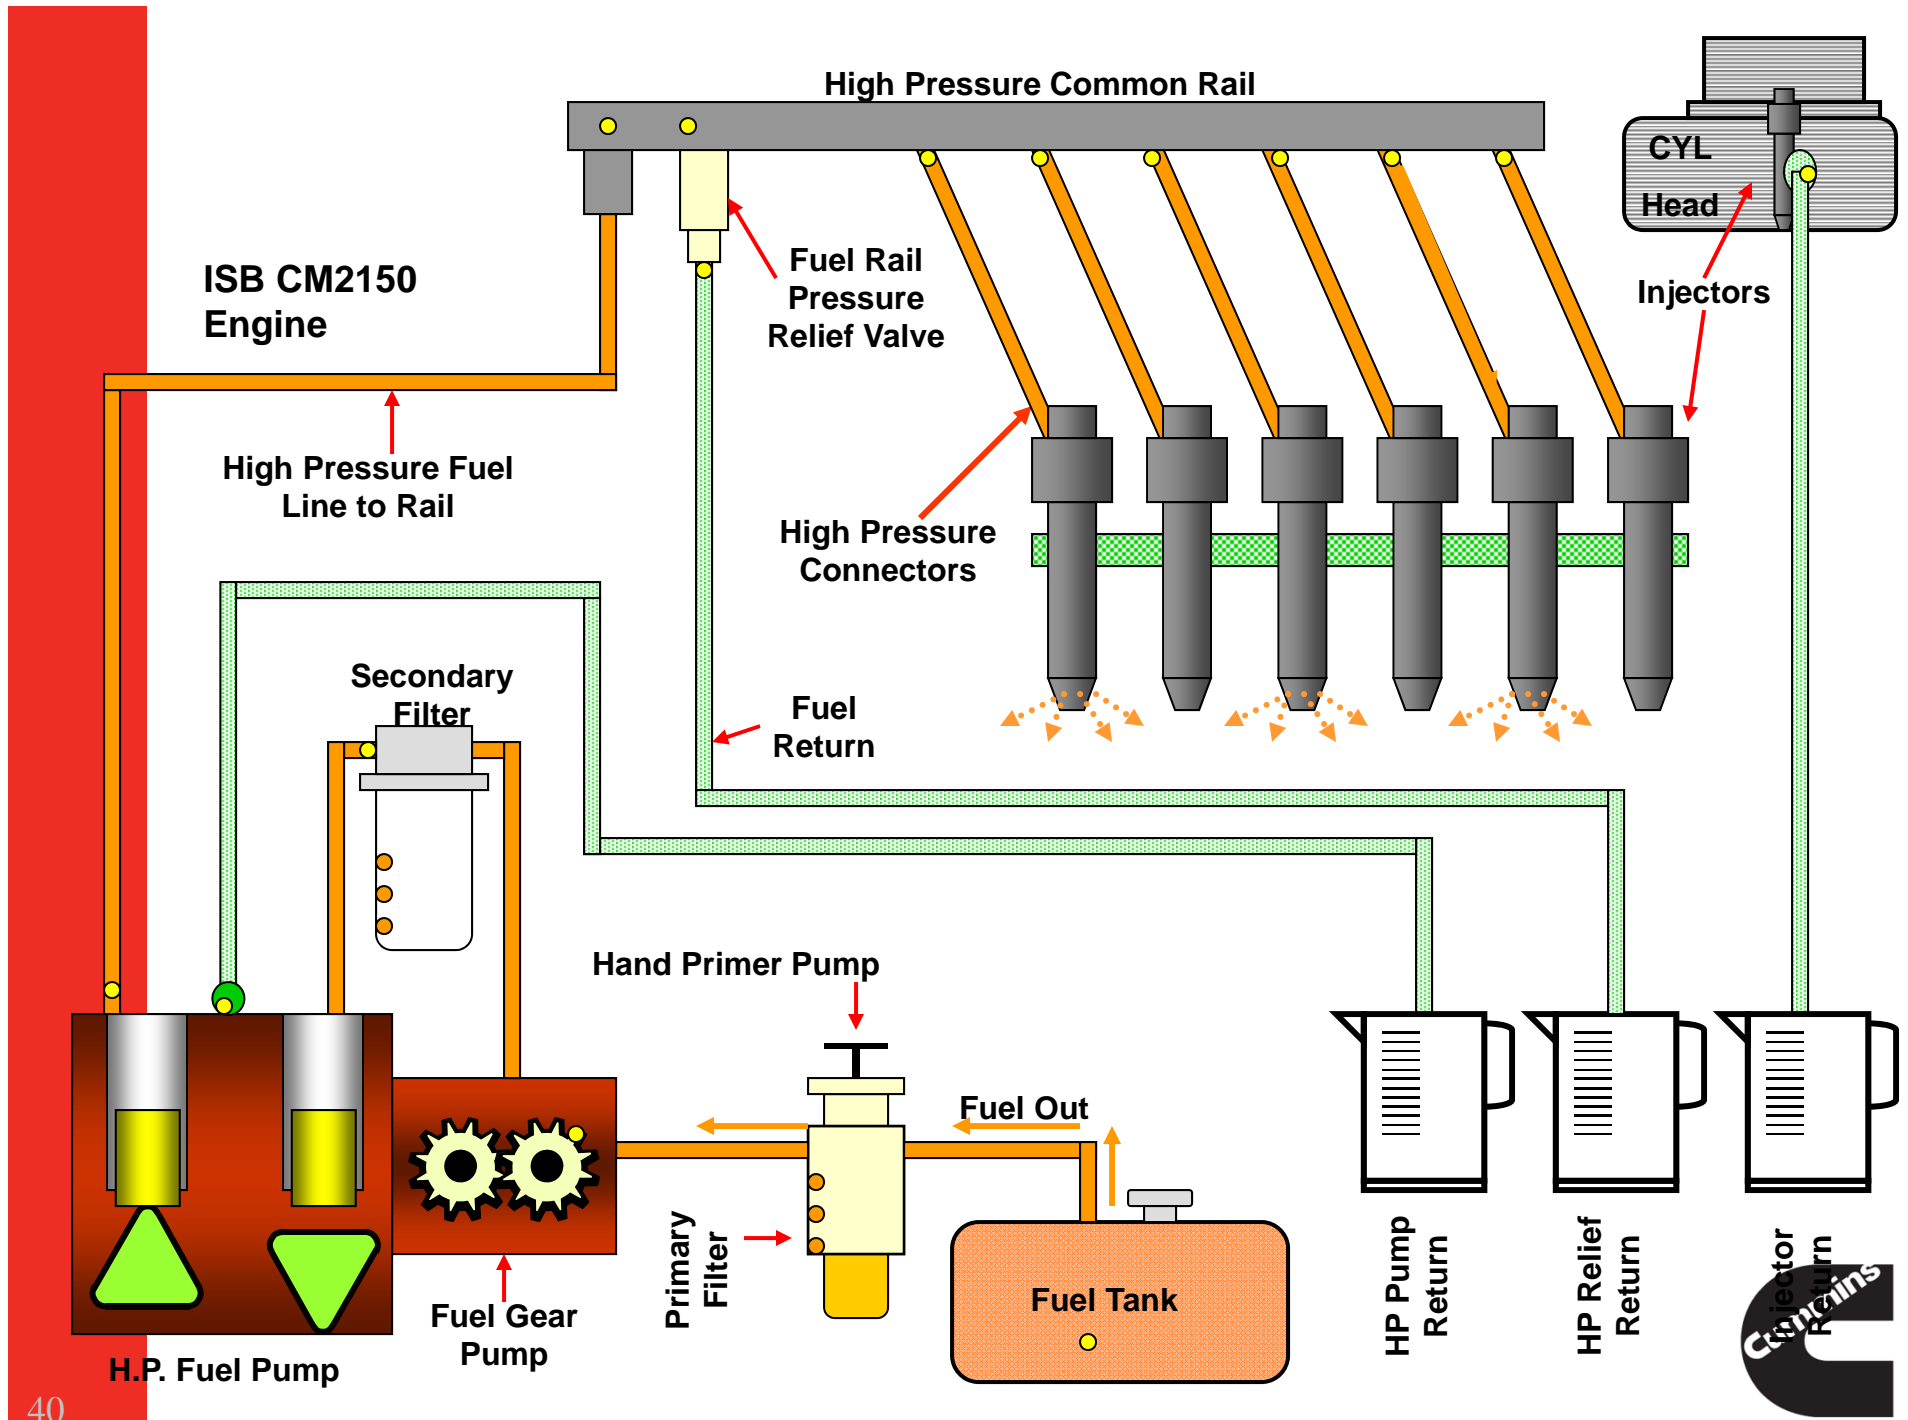 High Pressure Common Rail
CYL
Head
ISB CM2150
Engine
Fuel Rail
Pressure
Relief Valve
Injectors
High Pressure Fuel
Line to Rail
High Pressure
Connectors
Secondary
Filter
Fuel
Return
Hand Primer Pump
Fuel Out
Primary
Filter
Fuel Gear
Pump
Fuel Tank
H.P. Fuel Pump
HP Pump
Return
HP Relief
Return
Injector
Return
Cummins
40